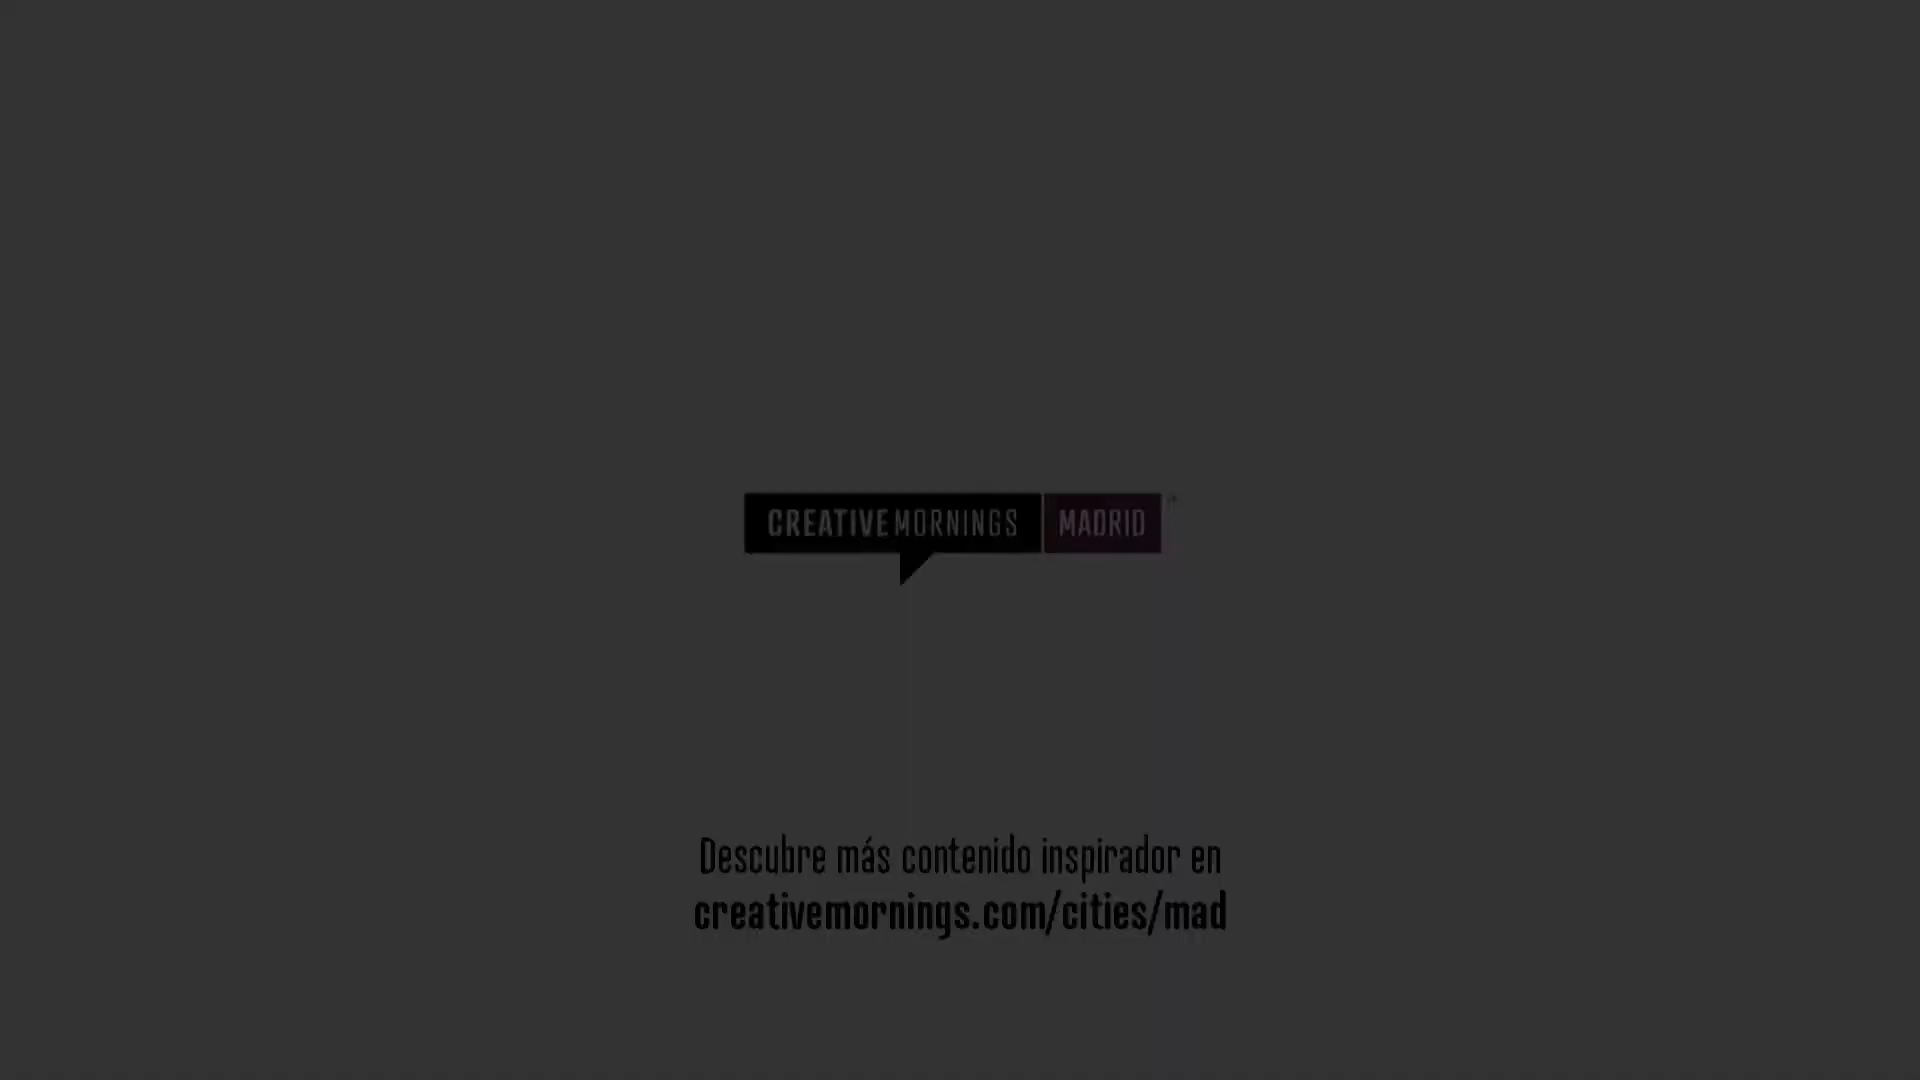 CREATIVEMORNINGS MADRID
Descubre más contenido inspirador en
creativemornings.com/cities/mad